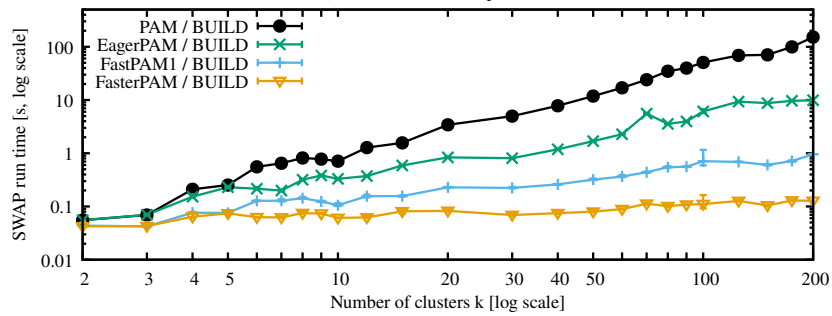 PAM / BUILD
EagerPAM / BUILD
FastPAM1 / BUILD
FasterPAM / BUILD
SWAP run time [s, log scale]
100
10
1
0.1
0.01
2 3 4 5 10 20 30 40 50 100 200
Number of clusters k [log scale]